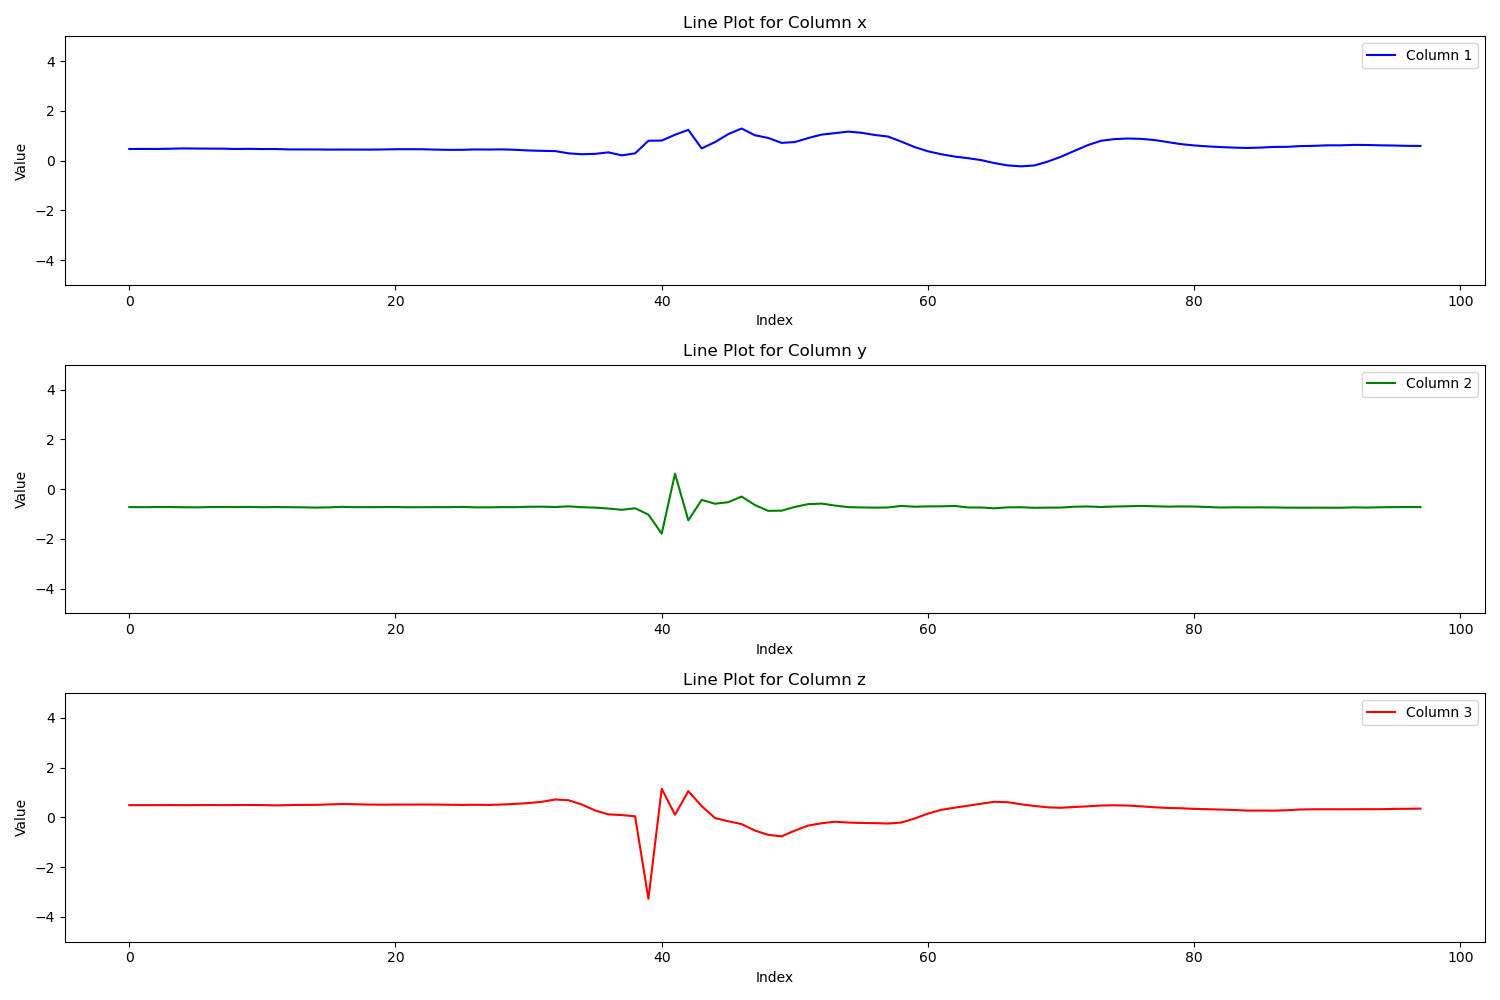 Line Plot for Column x
Column 1
4
2
0
−2
−4
Value
0 20 40 60 80 100
Index
Line Plot for Column y
Column 2
4
2
0
−2
−4
Value
0 20 40 60 80 100
Index
Line Plot for Column z
Column 3
4
2
0
−2
−4
Value
0 20 40 60 80 100
Index